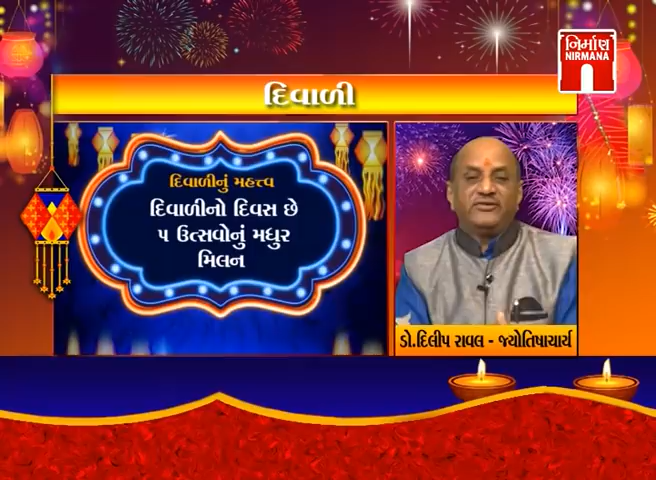 નિર્માણ
NIRMANA
દિવાળી
દિવાળીનું મહત્ત્વ
દિવાળીનો દિવસ છે
૫ ઉત્સવોનું મધુર
મિલન
ડો.દિલીપ રાવલ - જ્યોતિષાચાર્ય